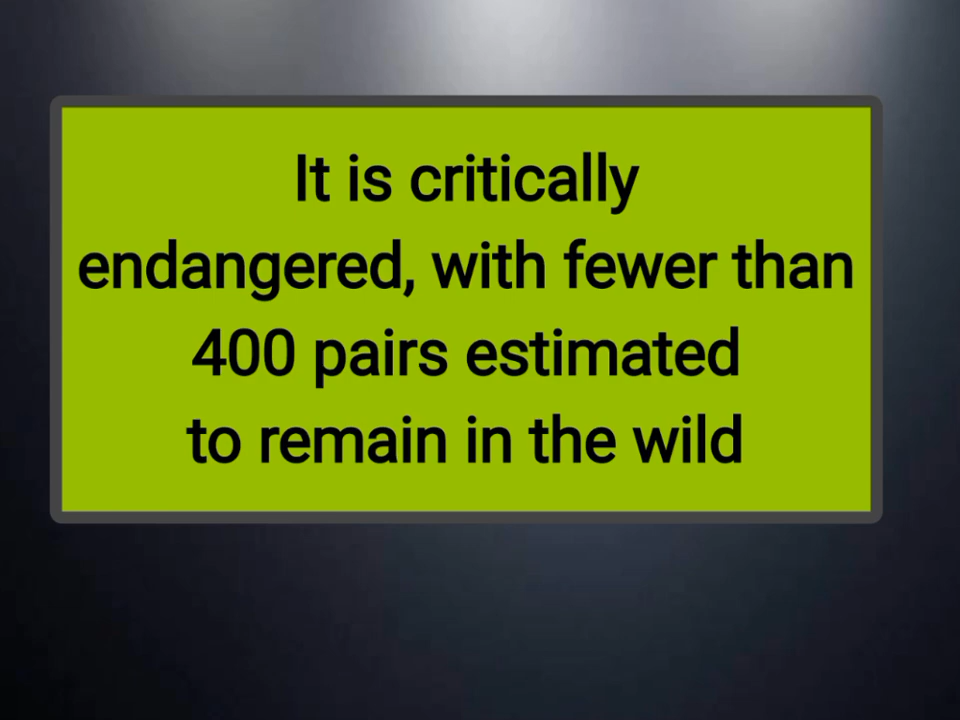 It is critically
endangered, with fewer than
400 pairs estimated
to remain in the wild